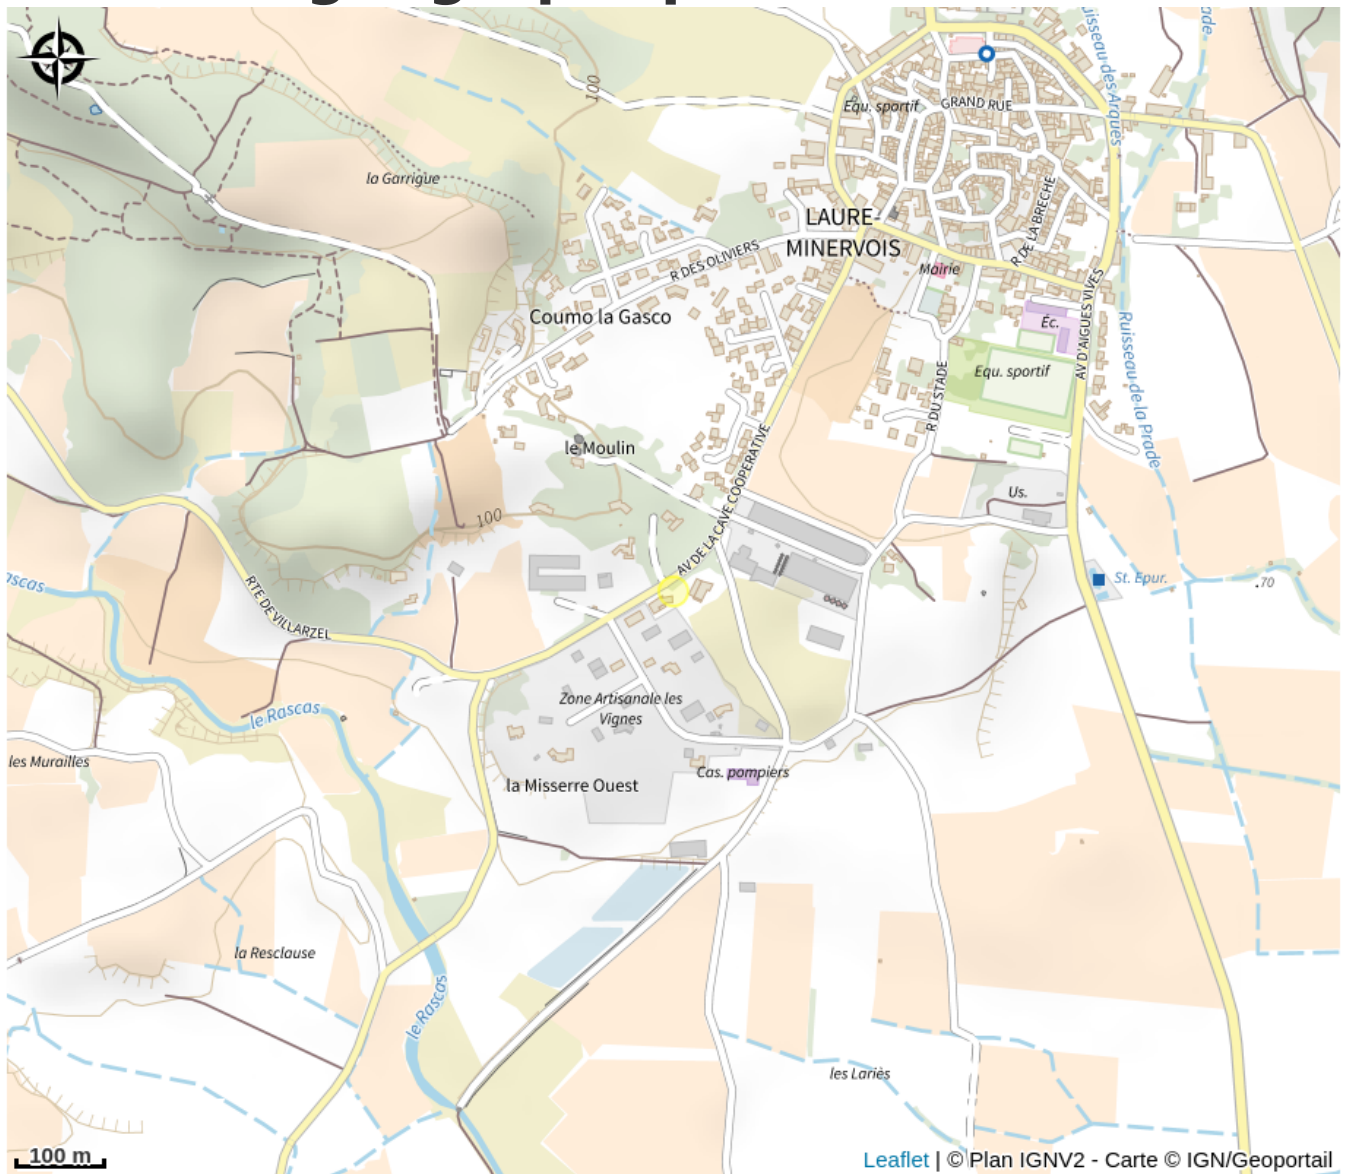 100
Ruisseau des Arques
Equ. sportif
GRAND RUE
la Garrigue
R DE LA BRECHE
LAURE-
MINERVOIS
R DES OLIVIERS
Mairie
Coumo la Gasco
Éc.
AV D'AIGUES VIVES
Ruisseau de la Prade
Equ. sportif
R DU STADE
le Moulin
AV DE LA CAVE COOPERATIVE
Us.
100
St. Epur.
70
RTE DE VILLARZEL
le Rascas
Zone Artisanale les
Vignes
les Murailles
Cas. pompiers
la Misserre Ouest
la Resclause
le Rascas
les Lariès
100 m
Leaflet | © Plan IGNV2 - Carte © IGN/Geoportail